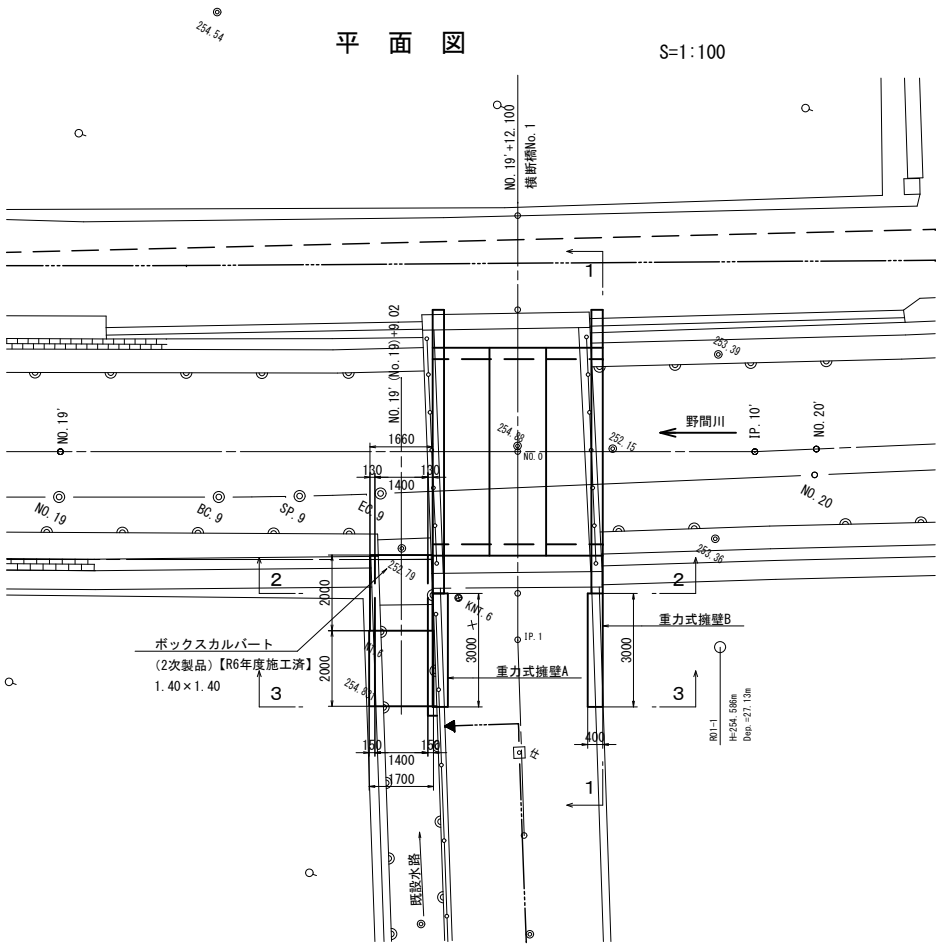 平面図
S=1:100
254.54
NO.19'+12.100
横断橋No.1
1
NO.19'(No.19)+9.02
253.39
野間川
NO.19'
IP.10'
NO.20'
1660
254.88
NO.0
252.15
130
130
1400
NO.19
BC.9
SP.9
EC.9
NO.20
253.36
252.79
2
2
2000
KNT.6
ボックスカルバート
(2次製品)【R6年度施工済】
1.40×1.40
2000
3000
IP.1
3000
重力式擁壁A
重力式擁壁B
3
3
R01-1
H=254.586m
Dep.=27.13m
150
150
1400
1700
400
1
既設水路